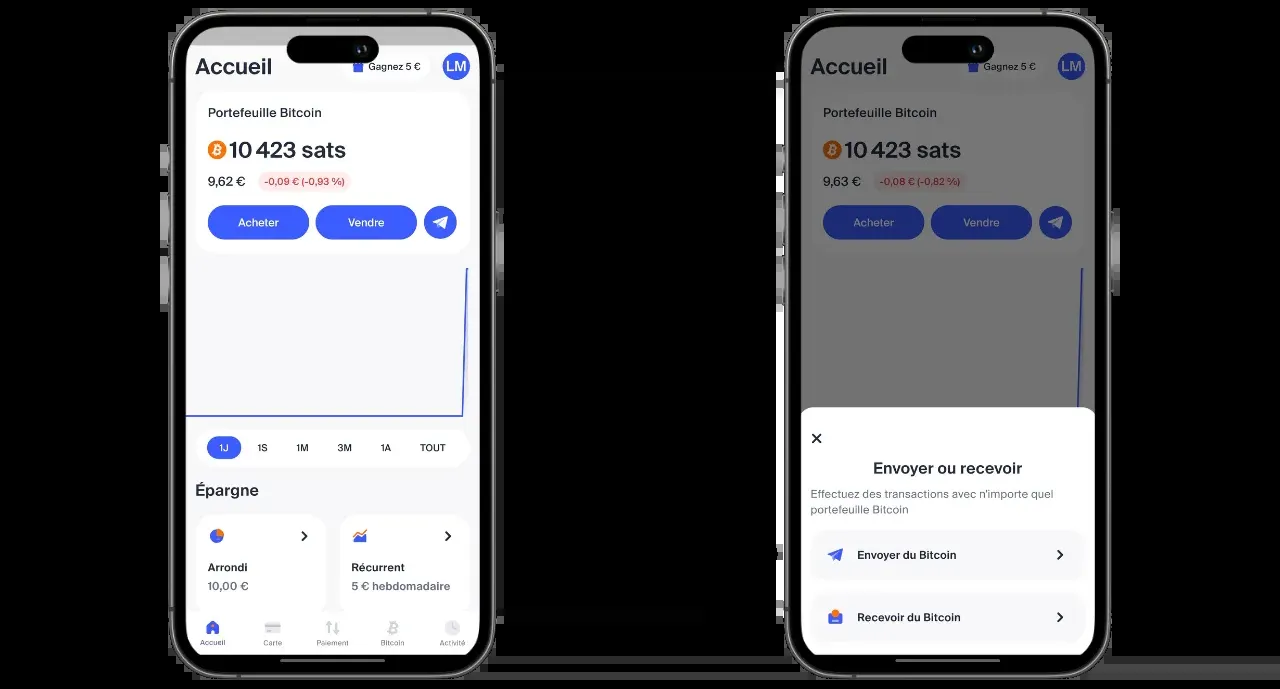 Accueil
Gagnez 5 €
LM
Portefeuille Bitcoin
10 423 sats
9,62 €
-0,09 € (-0,93 %)
Acheter
Vendre
1J
1S
1M
3M
1A
TOUT
Épargne
Arrondi
10,00 €
Récurrent
5 € hebdomadaire
Accueil
Carte
Paiement
Bitcoin
Activité
Accueil
Gagnez 5 €
LM
Portefeuille Bitcoin
10 423 sats
9,63 €
-0,08 € (-0,82 %)
Acheter
Vendre
Envoyer ou recevoir
Effectuez des transactions avec n'importe quel
portefeuille Bitcoin
Envoyer du Bitcoin
Recevoir du Bitcoin